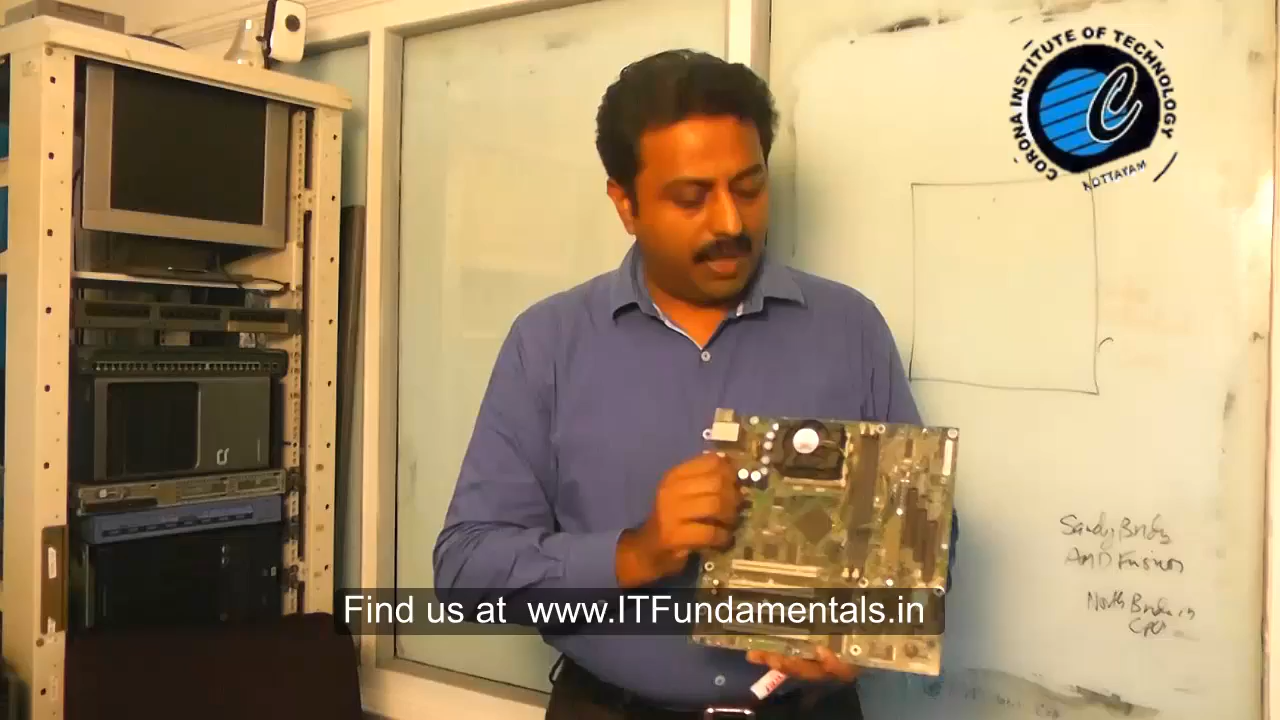 CORONA INSTITUTE OF TECHNOLOGY
C
KOTTAYAM
Sandy Bridge
AMD Fusion
North Bridge in
CPU
Find us at www.ITFundamentals.in